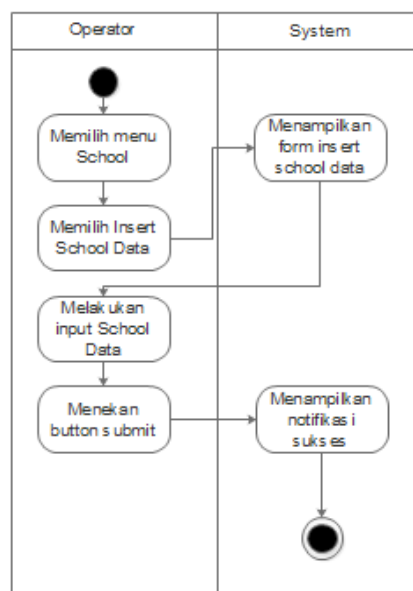 Operator
System
Memilih menu
School
Menampilkan
form insert
school data
Memilih Insert
School Data
Melakukan
input School
Data
Menekan
button submit
Menampilkan
notifikasi
sukses